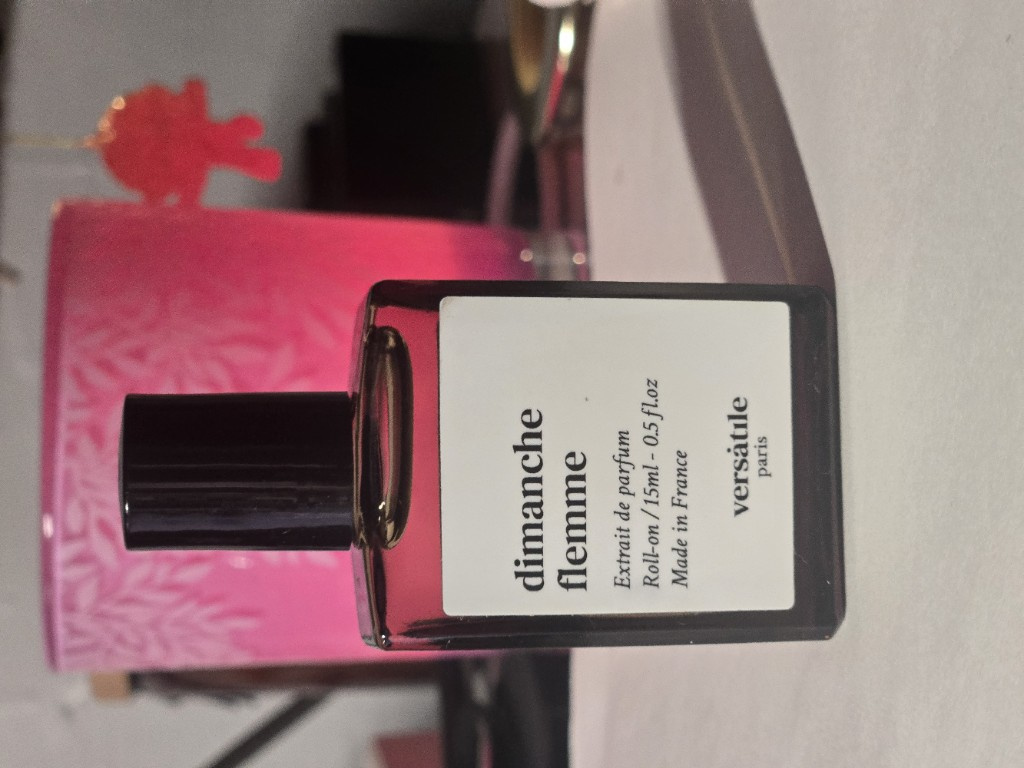 dimanche
flemme
Extrait de parfum
Roll-on / 15ml - 0.5 fl.oz
Made in France
versatile
paris